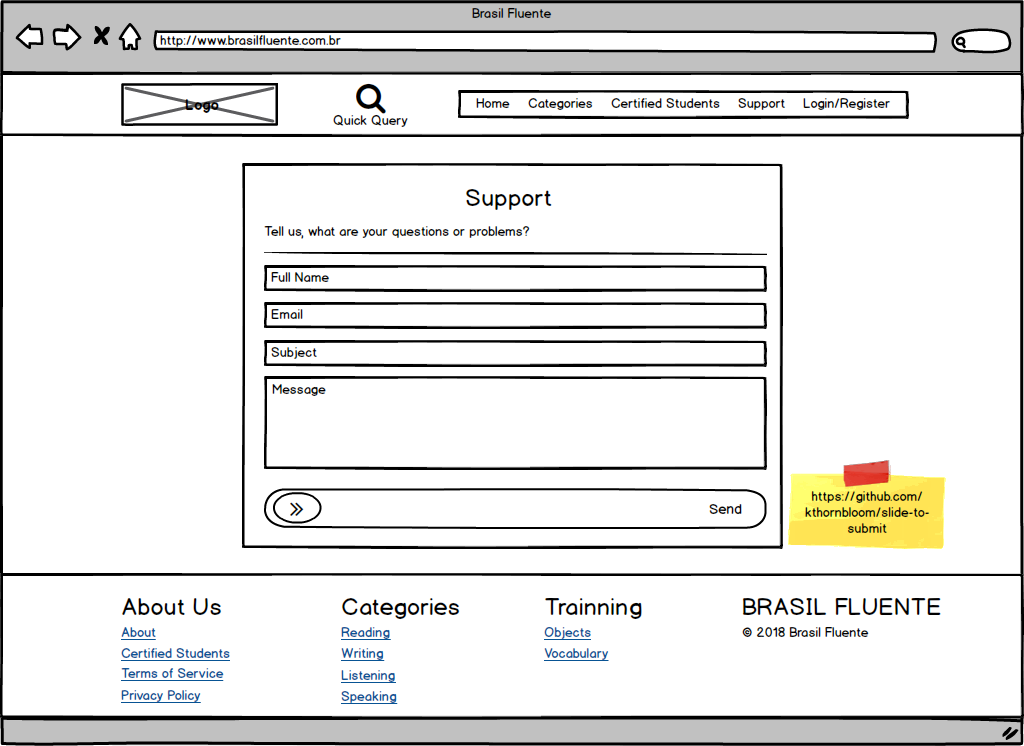 Brasil Fluente
http://www.brasilfluente.com.br
Logo
Quick Query
Home Categories Certified Students Support Login/Register
Support
Tell us, what are your questions or problems?
Full Name
Email
Subject
Message
Send
https://github.com/
kthornbloom/slide-to-
submit
About Us
About
Certified Students
Terms of Service
Privacy Policy
Categories
Reading
Writing
Listening
Speaking
Trainning
Objects
Vocabulary
BRASIL FLUENTE
© 2018 Brasil Fluente